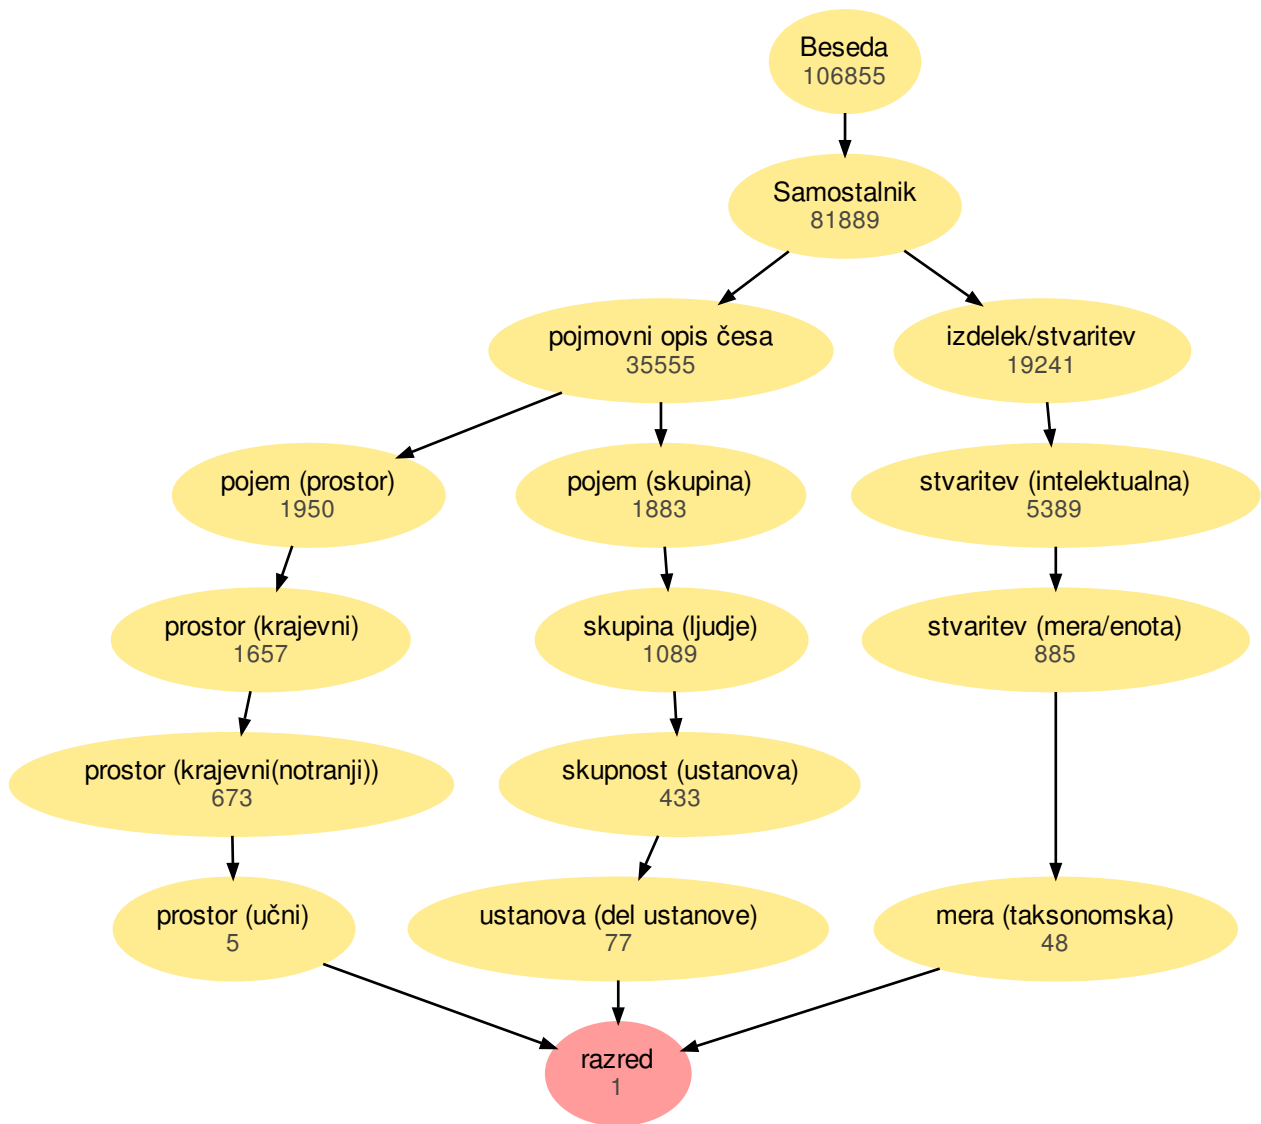 Beseda
106855
Samostalnik
81889
pojmovni opis česa
35555
izdelek/stvaritev
19241
pojem (prostor)
1950
pojem (skupina)
1883
stvaritev (intelektualna)
5389
prostor (krajevni)
1657
skupina (ljudje)
1089
stvaritev (mera/enota)
885
prostor (krajevni(notranji))
673
skupnost (ustanova)
433
prostor (učni)
5
ustanova (del ustanove)
77
mera (taksonomska)
48
razred
1